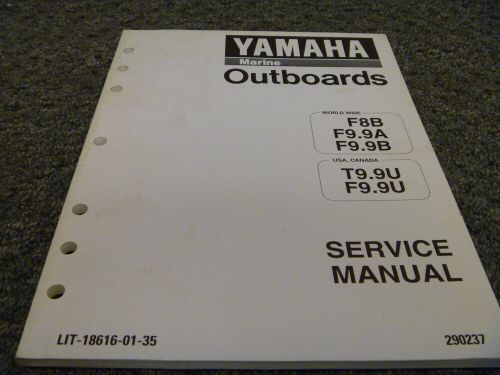 YAMAHA
Marine
Outboards
WORLD WIDE
F8B
F9.9A
F9.9B
USA, CANADA
T9.9U
F9.9U
SERVICE
MANUAL
LIT-18616-01-35
290237